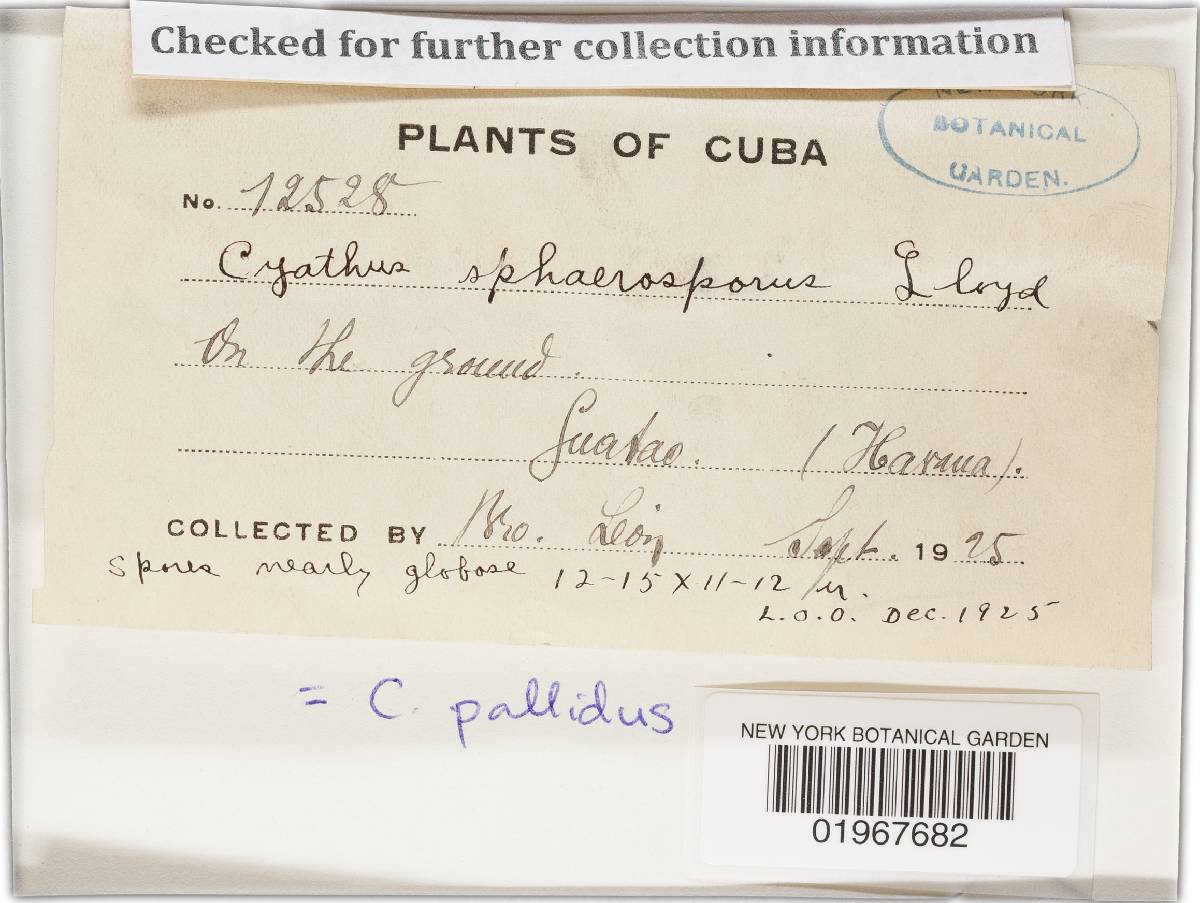 Checked for further collection information
BOTANICAL
GARDEN.
PLANTS OF CUBA
No. 12528
Cyathus sphaerosporus Lloyd
On the ground.
Guatao. (Havana).
COLLECTED BY Bro. León Sept. 1925
Spores nearly globose 12-15 X 11-12 µ.
L.O.O. Dec. 1925
= C. pallidus
NEW YORK BOTANICAL GARDEN
01967682